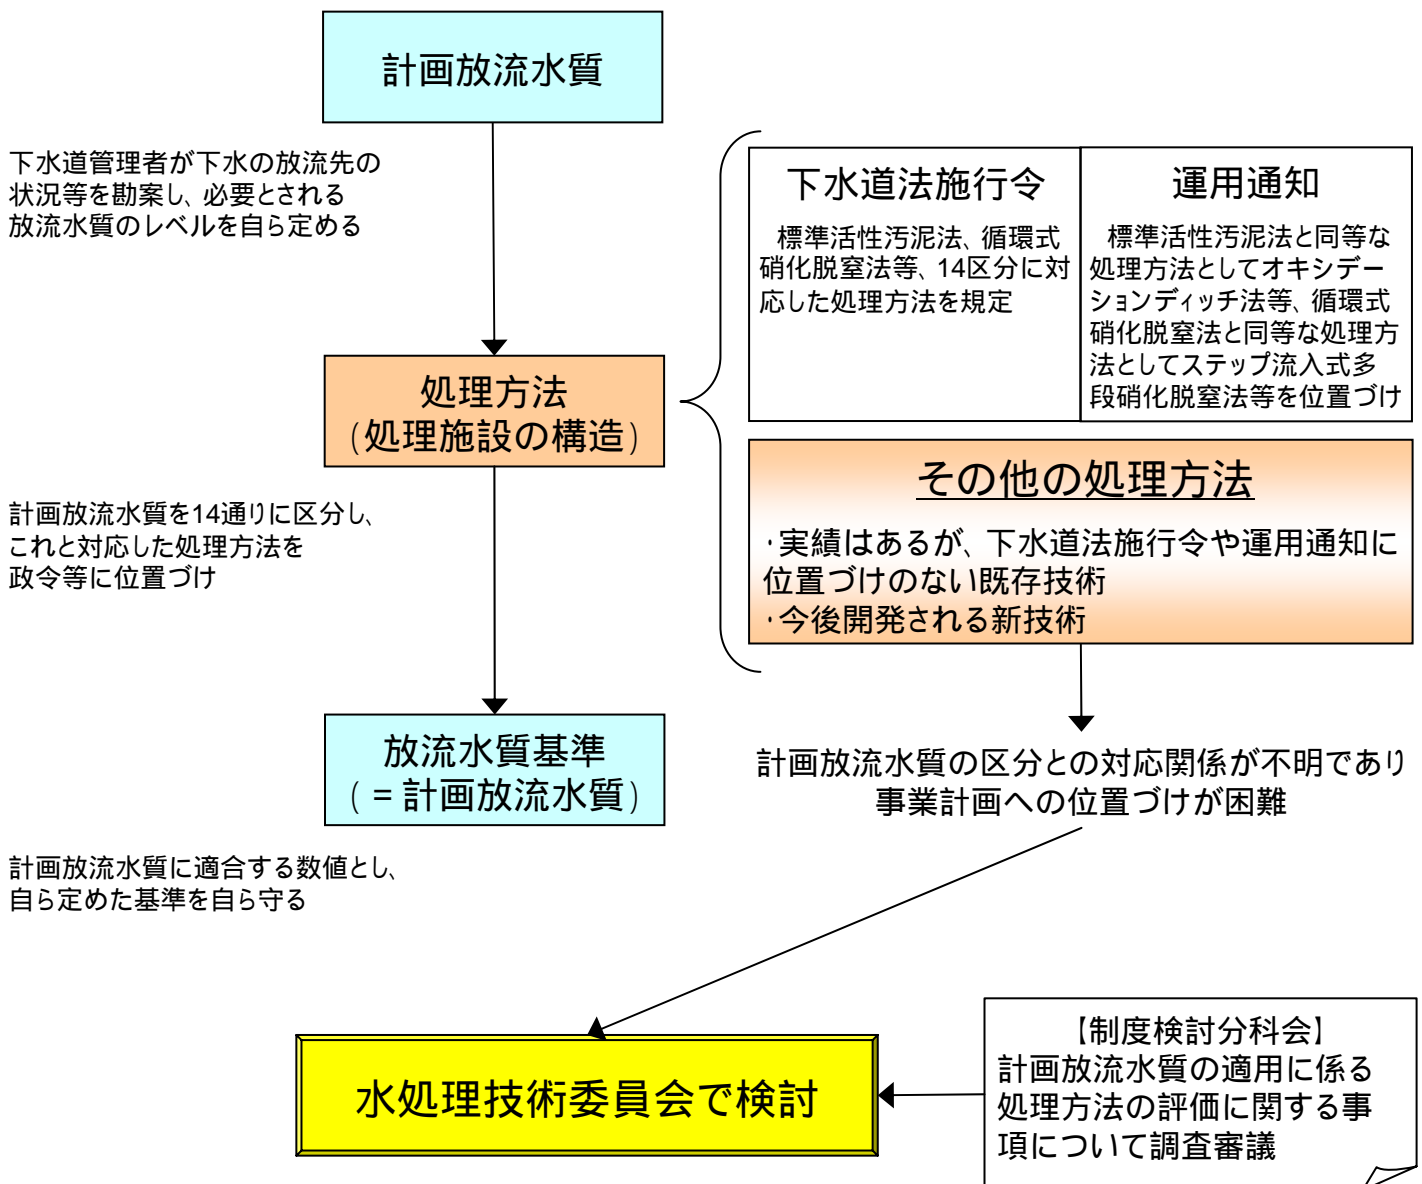 計画放流水質
下水道管理者が下水の放流先の
状況等を勘案し、必要とされる
放流水質のレベルを自ら定める
処理方法
(処理施設の構造)
計画放流水質を14通りに区分し、
これと対応した処理方法を
政令等に位置づけ
放流水質基準
(=計画放流水質)
計画放流水質に適合する数値とし、
自ら定めた基準を自ら守る
下水道法施行令
標準活性汚泥法、循環式
硝化脱窒法等、14区分に対
応した処理方法を規定
運用通知
標準活性汚泥法と同等な
処理方法としてオキシデー
ションディッチ法等、循環式
硝化脱窒法と同等な処理方
法としてステップ流入式多
段硝化脱窒法等を位置づけ
その他の処理方法
・実績はあるが、下水道法施行令や運用通知に
位置づけのない既存技術
・今後開発される新技術
計画放流水質の区分との対応関係が不明であり
事業計画への位置づけが困難
水処理技術委員会で検討
【制度検討分科会】
計画放流水質の適用に係る
処理方法の評価に関する事
項について調査審議